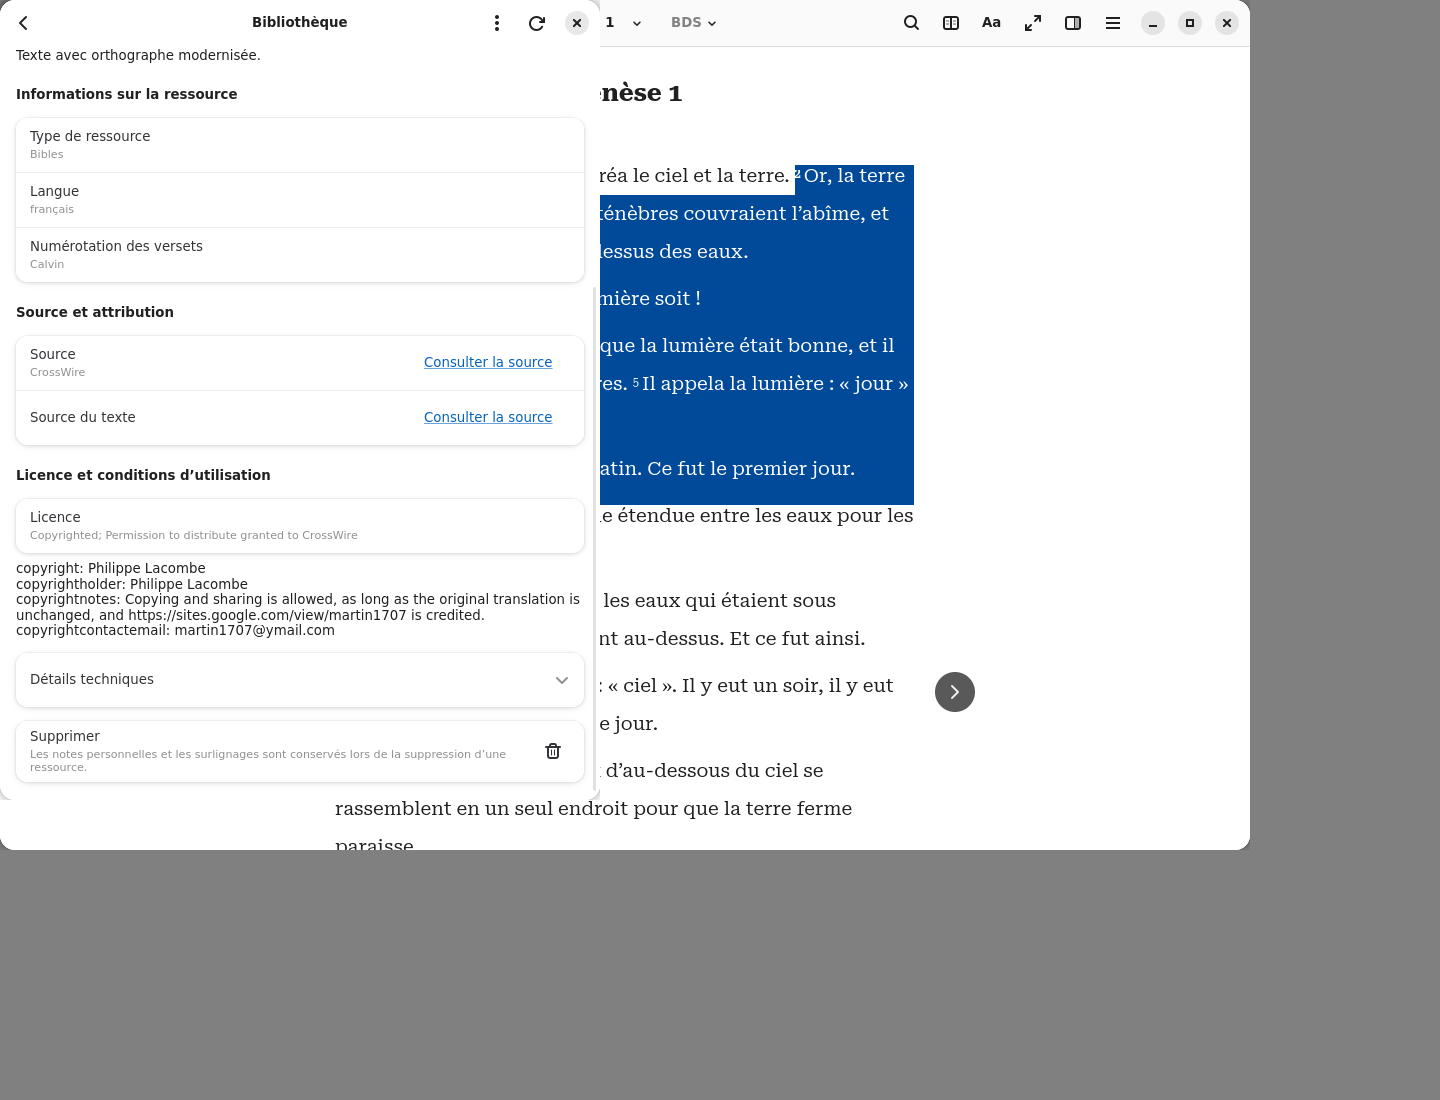 Bibliothèque
Texte avec orthographe modernisée.
Informations sur la ressource
Type de ressource
Bibles
Langue
français
Numérotation des versets
Calvin
Source et attribution
Source
CrossWire
Consulter la source
Source du texte
Consulter la source
Licence et conditions d’utilisation
Licence
Copyrighted; Permission to distribute granted to CrossWire
copyright: Philippe Lacombe
copyrightholder: Philippe Lacombe
copyrightnotes: Copying and sharing is allowed, as long as the original translation is
unchanged, and https://sites.google.com/view/martin1707 is credited.
copyrightcontactemail: martin1707@ymail.com
Détails techniques
Supprimer
Les notes personnelles et les surlignages sont conservés lors de la suppression d’une
ressource.
1
BDS
Aa
nèse 1
réa le ciel et la terre. 2 Or, la terre
ténèbres couvraient l’abîme, et
dessus des eaux.
mière soit !
que la lumière était bonne, et il
res. 5 Il appela la lumière : « jour »
atin. Ce fut le premier jour.
e étendue entre les eaux pour les
les eaux qui étaient sous
nt au-dessus. Et ce fut ainsi.
: « ciel ». Il y eut un soir, il y eut
e jour.
d’au-dessous du ciel se
rassemblent en un seul endroit pour que la terre ferme
paraisse